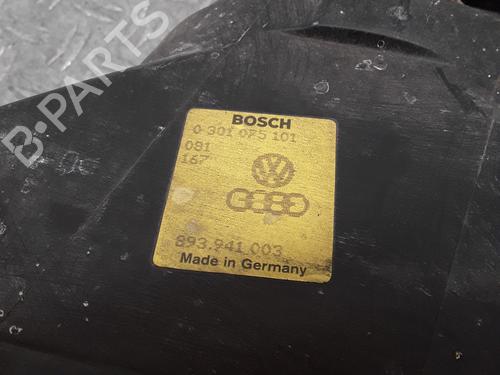 B-PARTS
BOSCH
0 301 075 101
081
167
893.941 003
Made in Germany